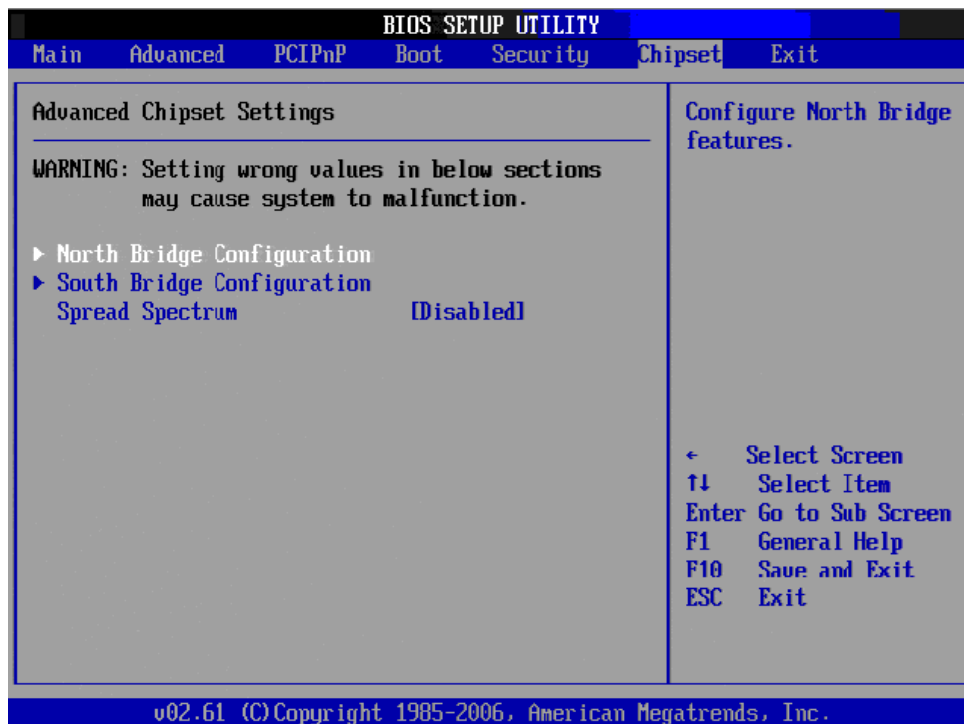 BIOS SETUP UTILITY
Main Advanced PCIPnP Boot Security Chipset Exit
Advanced Chipset Settings
WARNING: Setting wrong values in below sections
may cause system to malfunction.
▶ North Bridge Configuration
▶ South Bridge Configuration
Spread Spectrum [Disabled]
Configure North Bridge
features.
← Select Screen
↑↓ Select Item
Enter Go to Sub Screen
F1 General Help
F10 Save and Exit
ESC Exit
v02.61 (C)Copyright 1985-2006, American Megatrends, Inc.